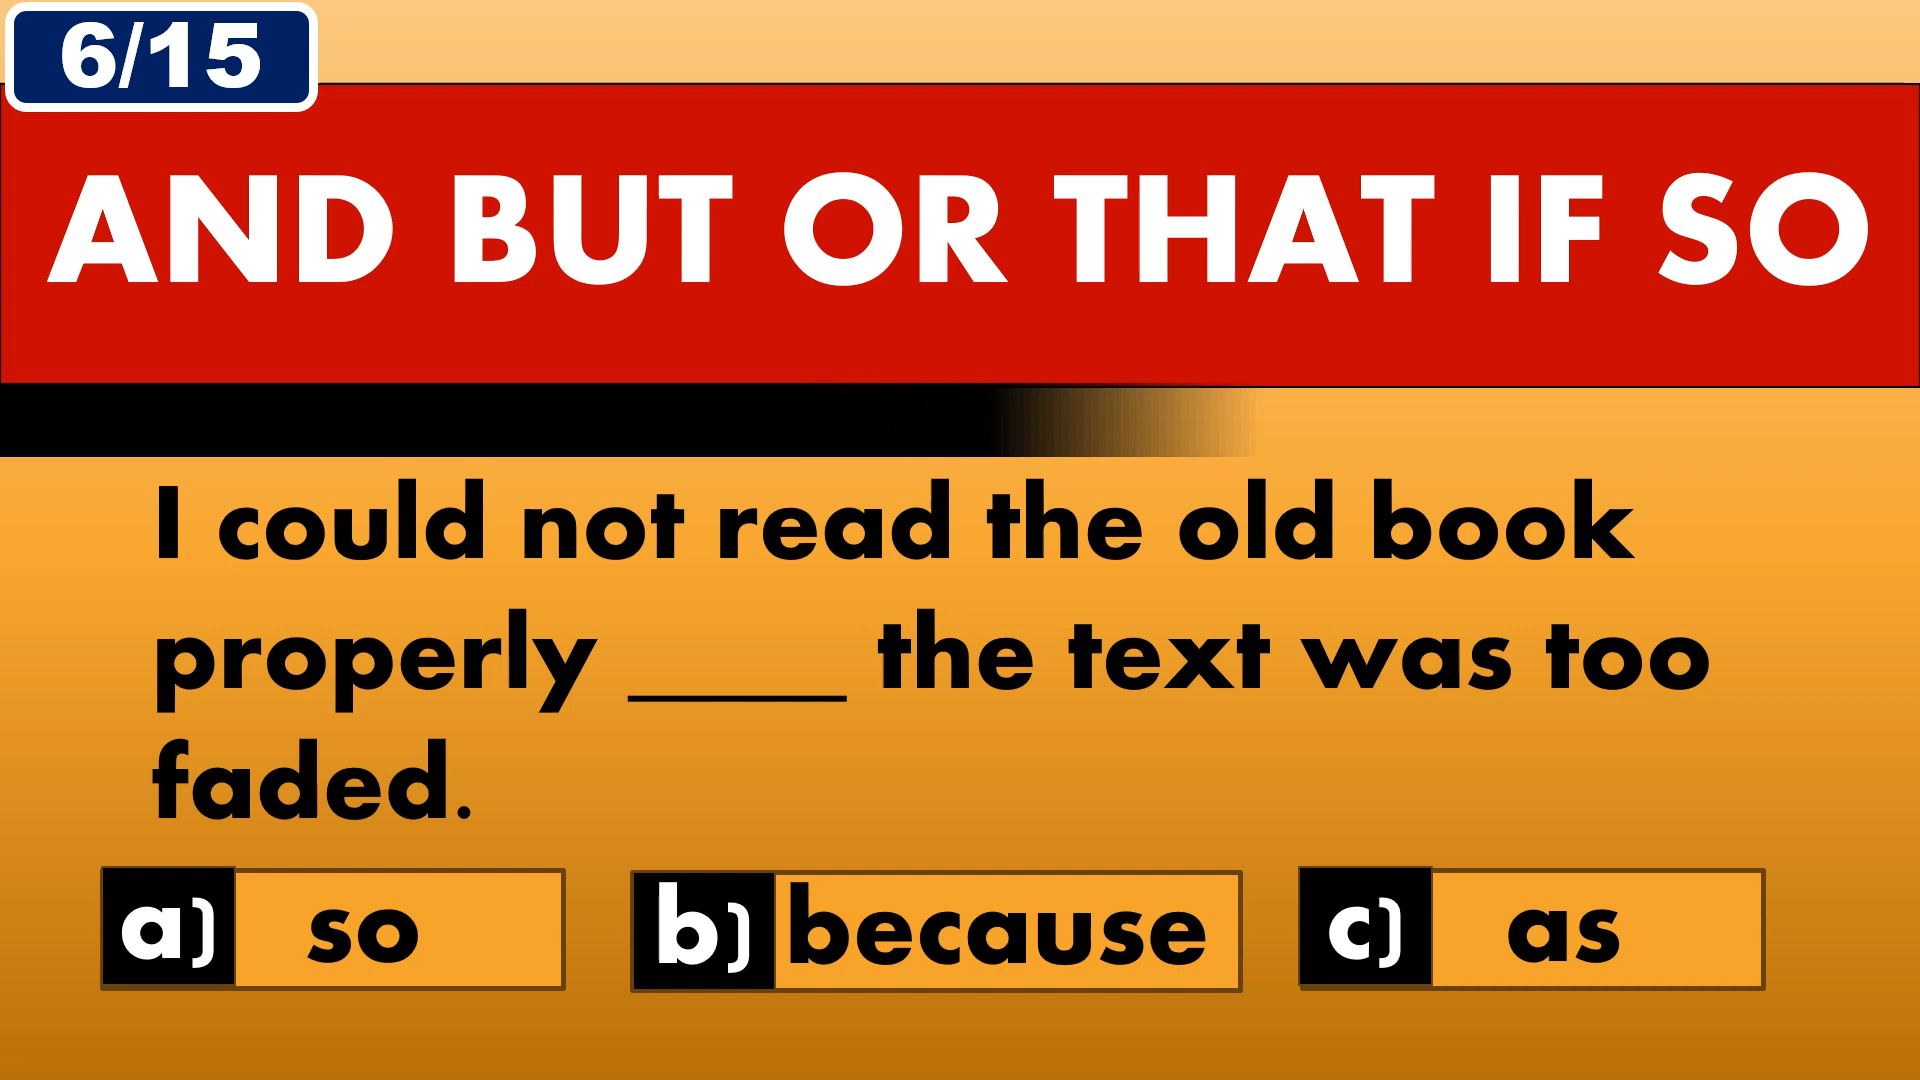 6/15
AND BUT OR THAT IF SO
I could not read the old book
properly _____ the text was too
faded.
a) so b) because c) as